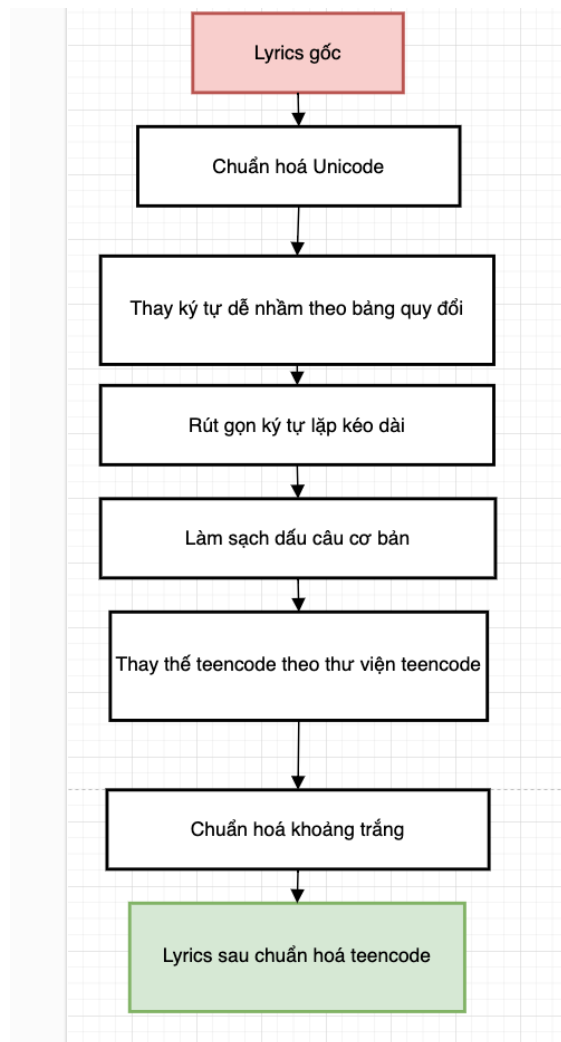 Lyrics gốc
Chuẩn hoá Unicode
Thay ký tự dễ nhầm theo bảng quy đổi
Rút gọn ký tự lặp kéo dài
Làm sạch dấu câu cơ bản
Thay thế teencode theo thư viện teencode
Chuẩn hoá khoảng trắng
Lyrics sau chuẩn hoá teencode